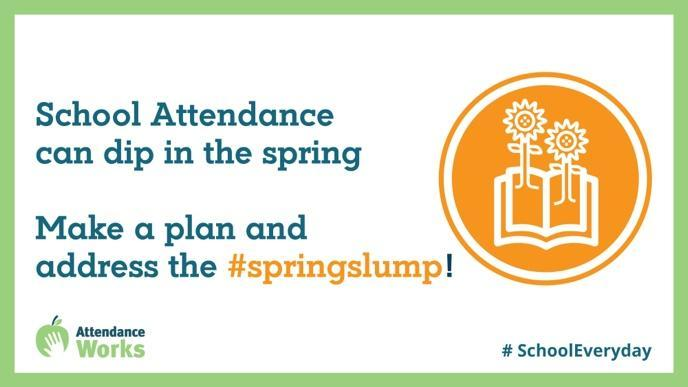 School Attendance
can dip in the spring
Make a plan and
address the #springslump!
Attendance
Works
# SchoolEveryday